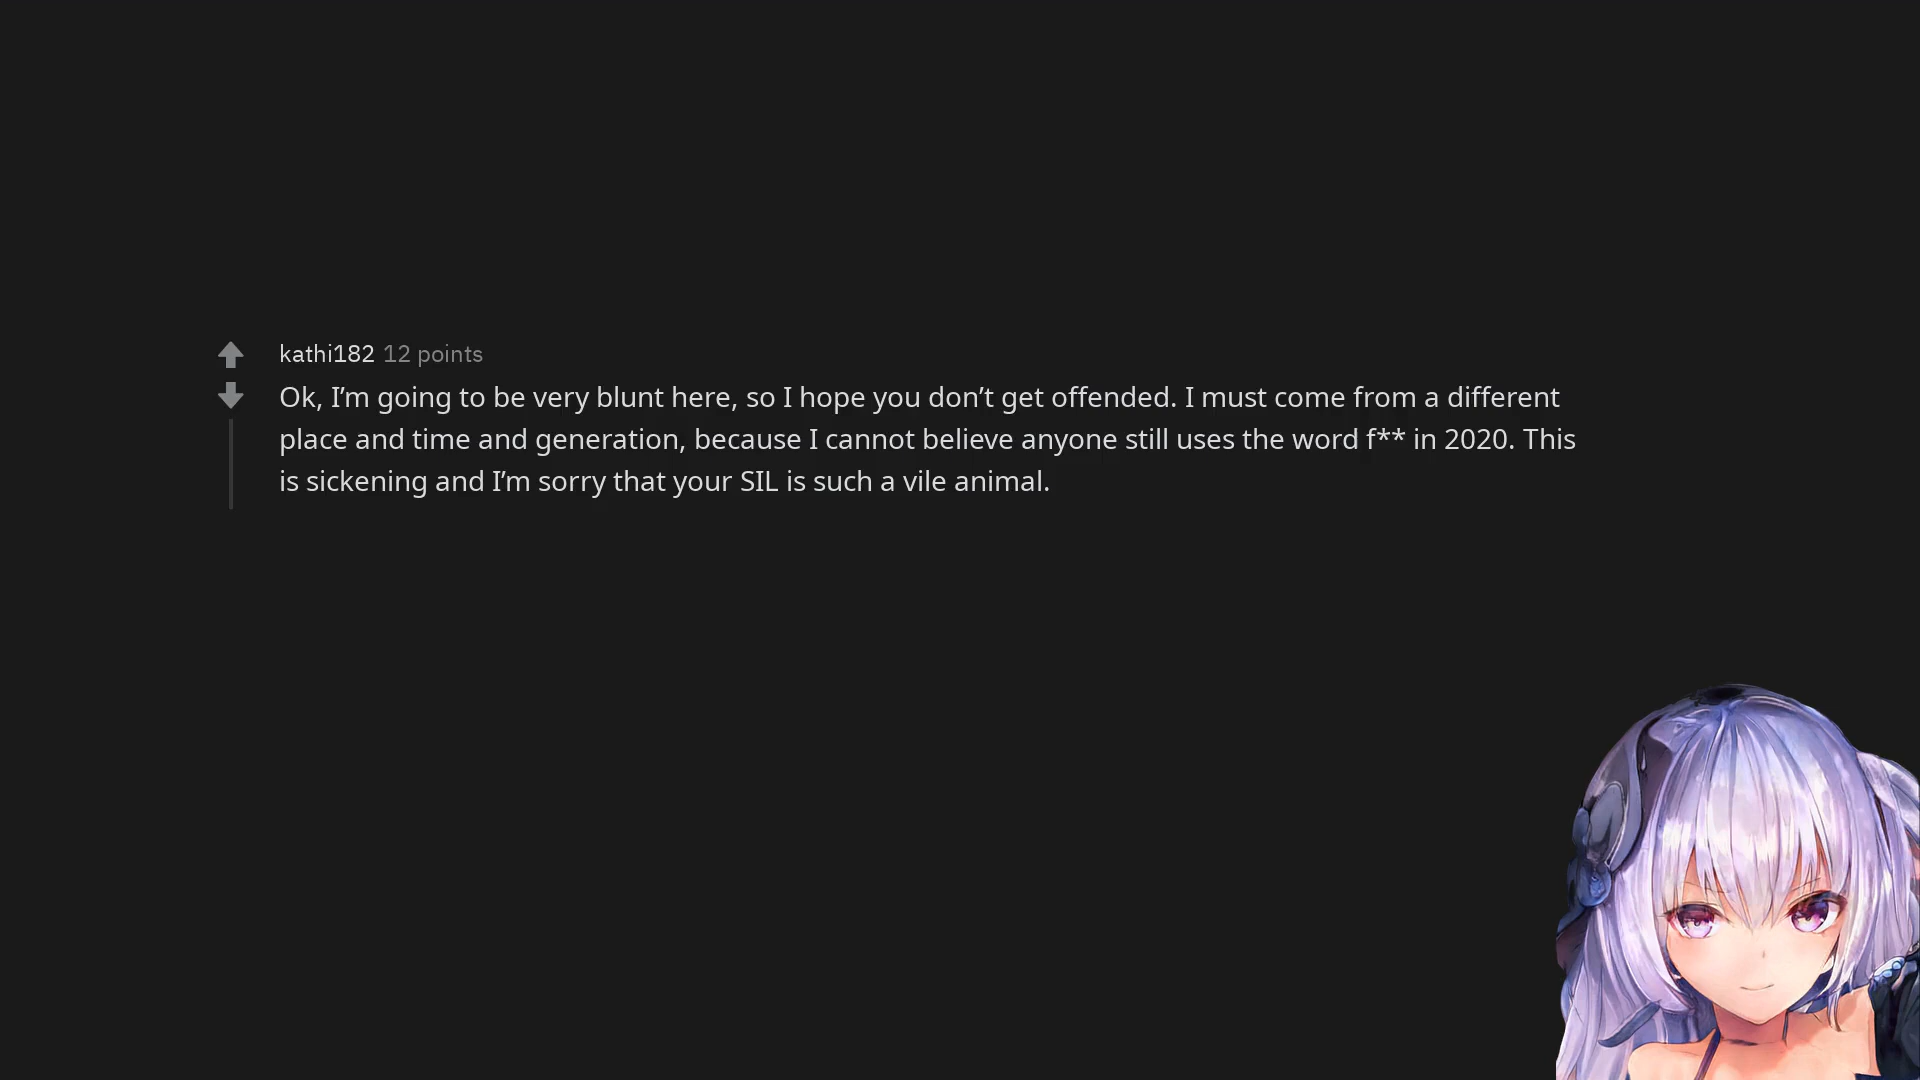 kathi182 12 points
Ok, I’m going to be very blunt here, so I hope you don’t get offended. I must come from a different
place and time and generation, because I cannot believe anyone still uses the word f** in 2020. This
is sickening and I’m sorry that your SIL is such a vile animal.